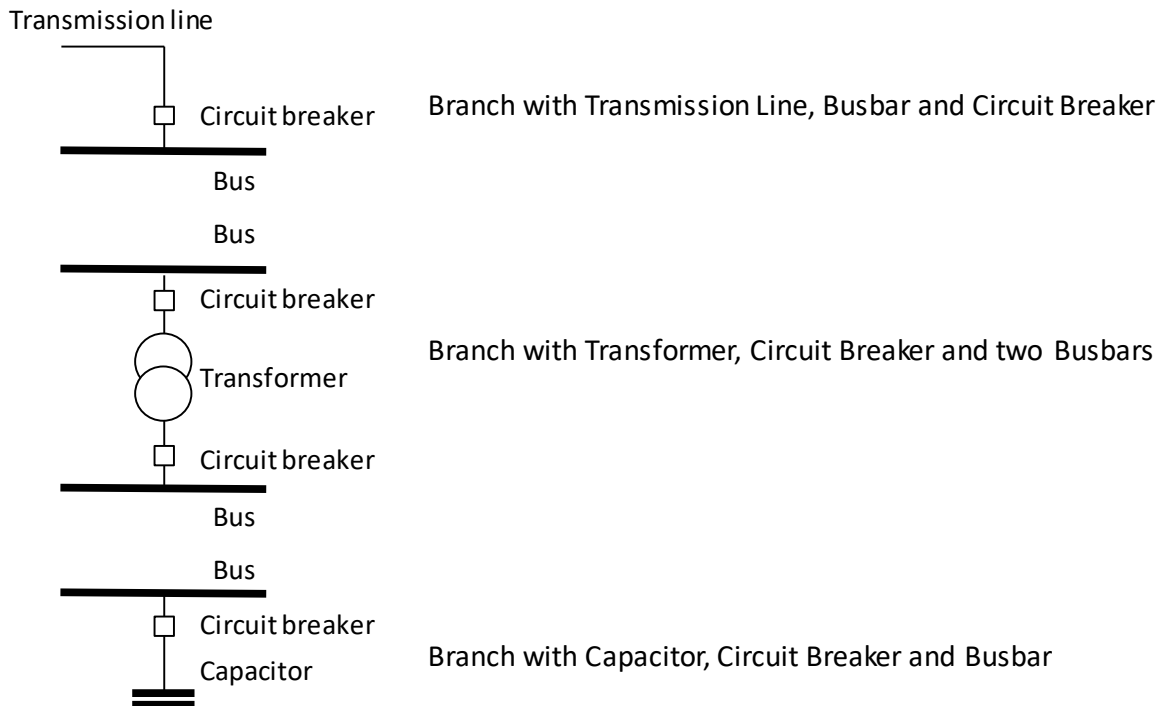 Transmission line
Circuit breaker
Branch with Transmission Line, Busbar and Circuit Breaker
Bus
Bus
Circuit breaker
Branch with Transformer, Circuit Breaker and two Busbars
Transformer
Circuit breaker
Bus
Bus
Circuit breaker
Branch with Capacitor, Circuit Breaker and Busbar
Capacitor